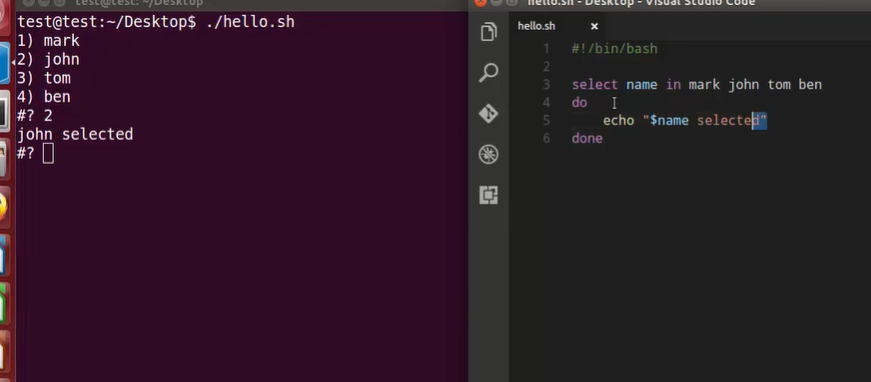 test@test: ~/Desktop
test@test:~/Desktop$ ./hello.sh
1) mark
2) john
3) tom
4) ben
#? 2
john selected
#?
hello.sh - Desktop - Visual Studio Code
hello.sh
1 #!/bin/bash
2
3 select name in mark john tom ben
4 do
5 echo "$name selected"
6 done